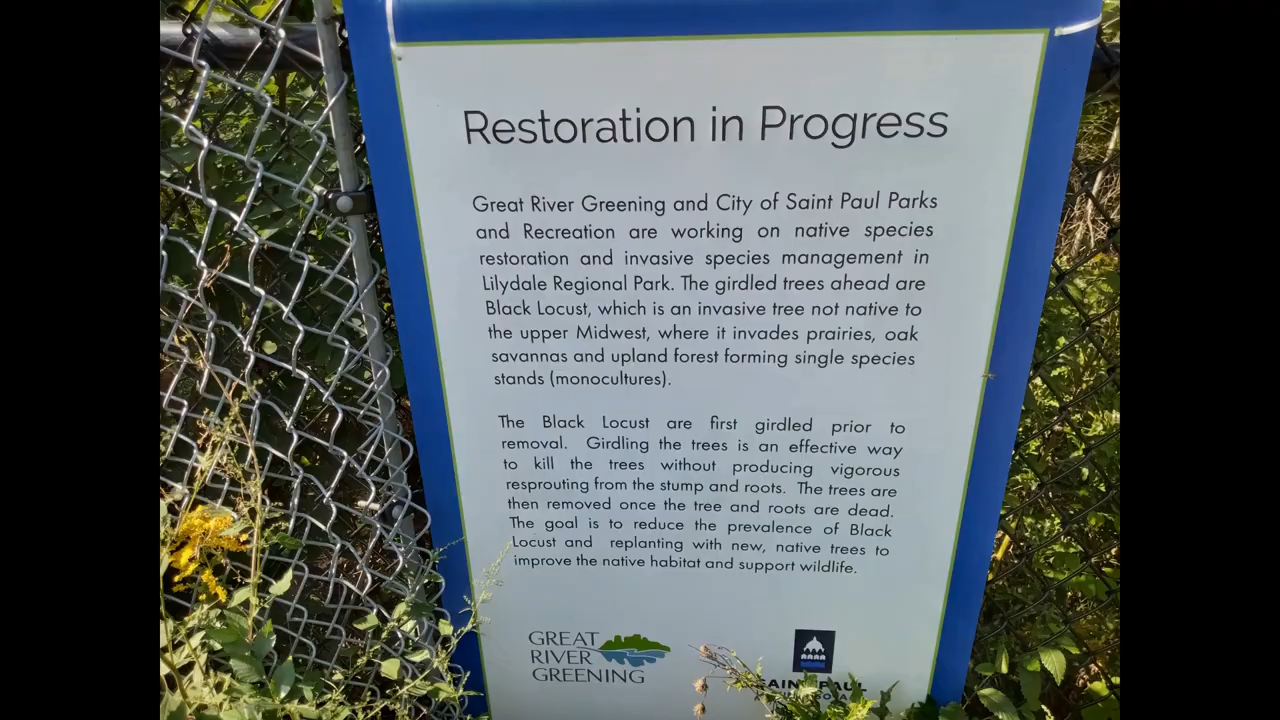 Restoration in Progress
Great River Greening and City of Saint Paul Parks
and Recreation are working on native species
restoration and invasive species management in
Lilydale Regional Park. The girdled trees ahead are
Black Locust, which is an invasive tree not native to
the upper Midwest, where it invades prairies, oak
savannas and upland forest forming single species
stands (monocultures).
The Black Locust are first girdled prior to
removal. Girdling the trees is an effective way
to kill the trees without producing vigorous
resprouting from the stump and roots. The trees are
then removed once the tree and roots are dead.
The goal is to reduce the prevalence of Black
Locust and replanting with new, native trees to
improve the native habitat and support wildlife.
GREAT
RIVER
GREENING
SAINT PAUL